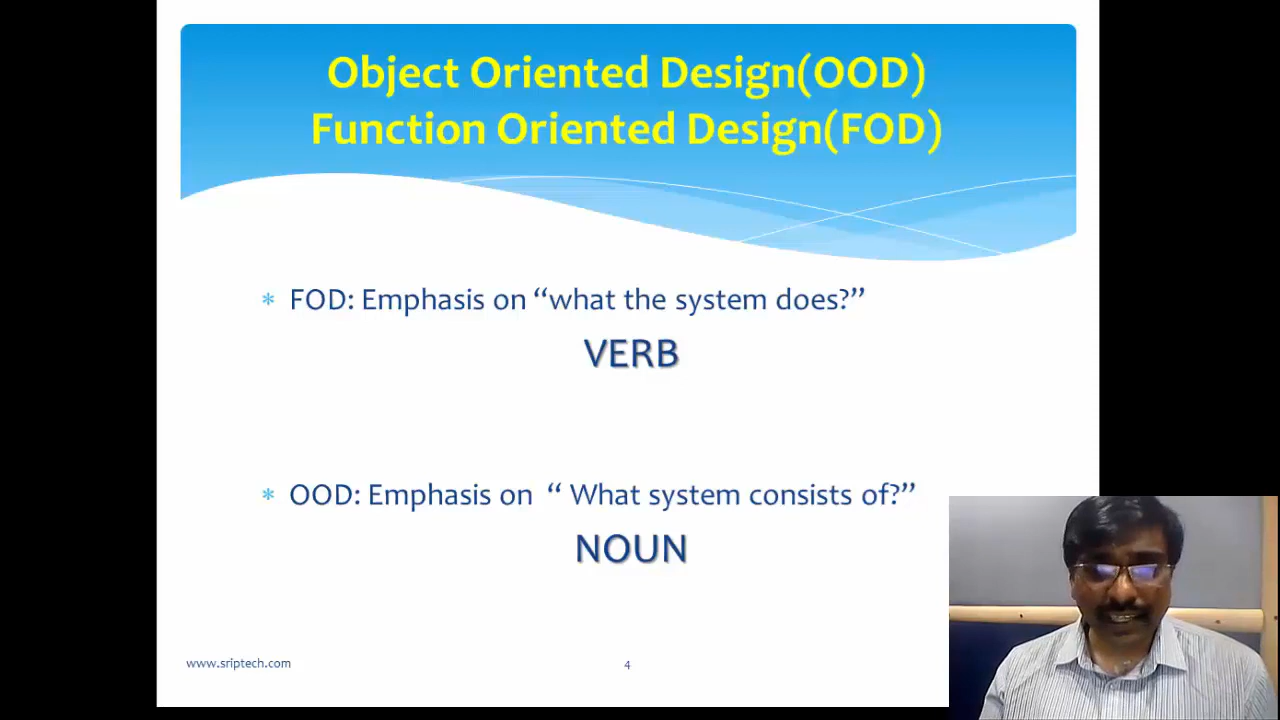 Object Oriented Design(OOD)
Function Oriented Design(FOD)
* FOD: Emphasis on “what the system does?”
VERB
* OOD: Emphasis on “ What system consists of?”
NOUN
www.sriptech.com
4